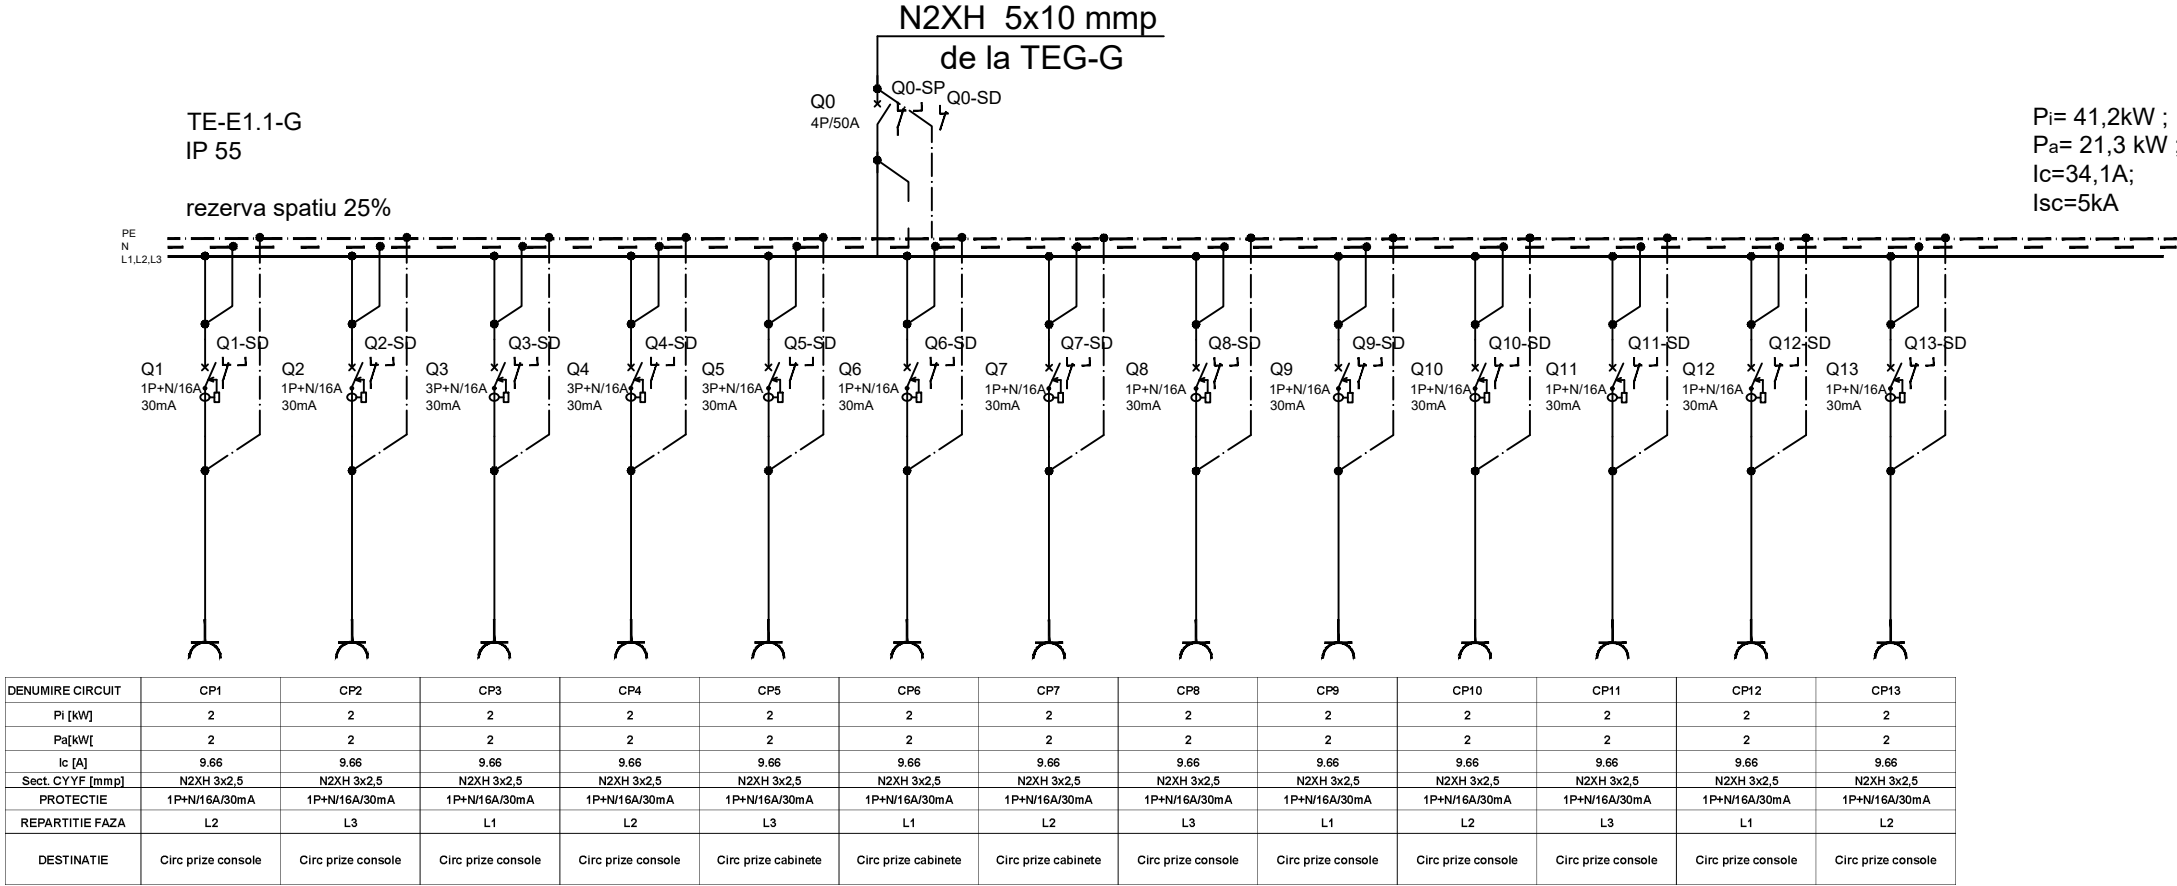 N2XH 5x10 mmp
de la TEG-G
Q0
4P/50A
Q0-SP
Q0-SD
TE-E1.1-G
IP 55
rezerva spatiu 25%
Pi= 41,2kW ;
Pa= 21,3 kW ;
Ic=34,1A;
Isc=5kA
PE
N
L1,L2,L3
Q1-SD Q2-SD Q3-SD Q4-SD Q5-SD Q6-SD Q7-SD Q8-SD Q9-SD Q10-SD Q11-SD Q12-SD Q13-SD
Q1 Q2 Q3 Q4 Q5 Q6 Q7 Q8 Q9 Q10 Q11 Q12 Q13
1P+N/16A 1P+N/16A 3P+N/16A 3P+N/16A 3P+N/16A 1P+N/16A 1P+N/16A 1P+N/16A 1P+N/16A 1P+N/16A 1P+N/16A 1P+N/16A 1P+N/16A
30mA 30mA 30mA 30mA 30mA 30mA 30mA 30mA 30mA 30mA 30mA 30mA 30mA
DENUMIRE CIRCUIT CP1 CP2 CP3 CP4 CP5 CP6 CP7 CP8 CP9 CP10 CP11 CP12 CP13
Pi [kW] 2 2 2 2 2 2 2 2 2 2 2 2 2
Pa[kW[ 2 2 2 2 2 2 2 2 2 2 2 2 2
Ic [A] 9.66 9.66 9.66 9.66 9.66 9.66 9.66 9.66 9.66 9.66 9.66 9.66 9.66
Sect. CYYF [mmp] N2XH 3x2,5 N2XH 3x2,5 N2XH 3x2,5 N2XH 3x2,5 N2XH 3x2,5 N2XH 3x2,5 N2XH 3x2,5 N2XH 3x2,5 N2XH 3x2,5 N2XH 3x2,5 N2XH 3x2,5 N2XH 3x2,5 N2XH 3x2,5
PROTECTIE 1P+N/16A/30mA 1P+N/16A/30mA 1P+N/16A/30mA 1P+N/16A/30mA 1P+N/16A/30mA 1P+N/16A/30mA 1P+N/16A/30mA 1P+N/16A/30mA 1P+N/16A/30mA 1P+N/16A/30mA 1P+N/16A/30mA 1P+N/16A/30mA 1P+N/16A/30mA
REPARTITIE FAZA L2 L3 L1 L2 L3 L1 L2 L3 L1 L2 L3 L1 L2
DESTINATIE Circ prize console Circ prize console Circ prize console Circ prize console Circ prize cabinete Circ prize cabinete Circ prize cabinete Circ prize console Circ prize console Circ prize console Circ prize console Circ prize console Circ prize console